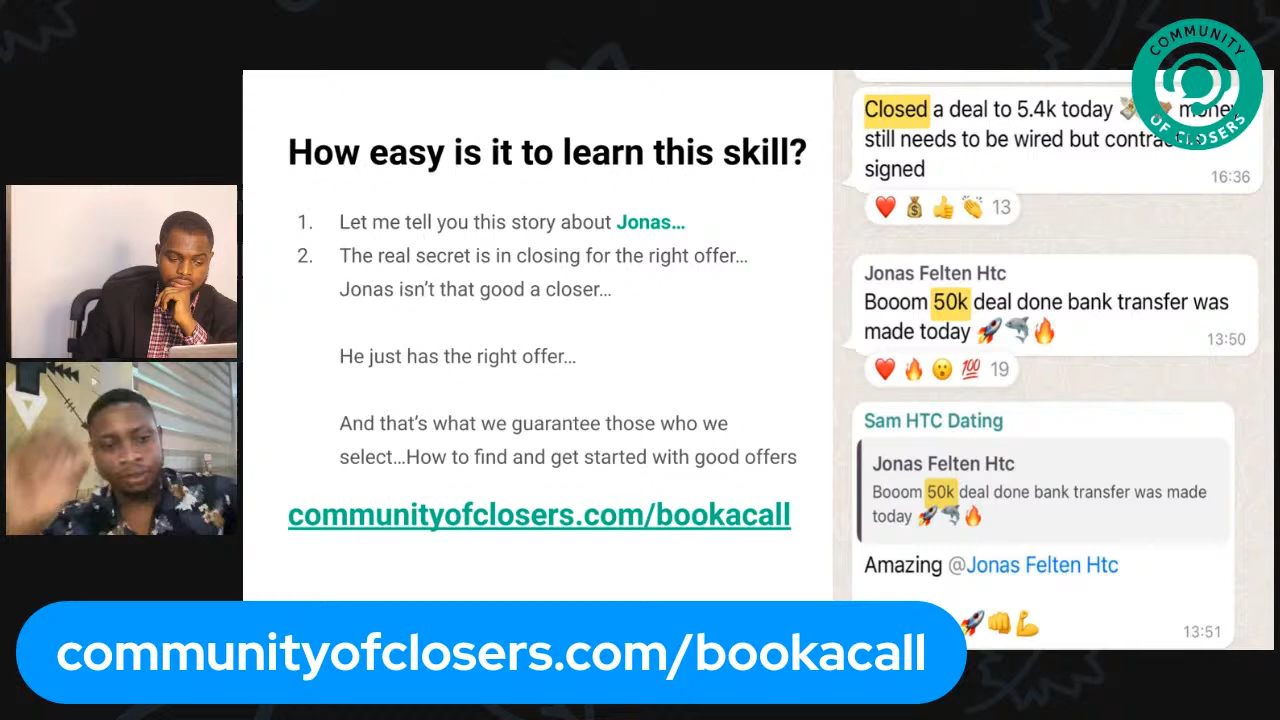 COMMUNITY
OF CLOSERS
How easy is it to learn this skill?
1. Let me tell you this story about Jonas…
2. The real secret is in closing for the right offer…
Jonas isn't that good a closer…
He just has the right offer…
And that's what we guarantee those who we
select…How to find and get started with good offers
communityofclosers.com/bookacall
Closed a deal to 5.4k today 💸 money
still needs to be wired but contract
signed
16:36
❤️💰👍👏 13
Jonas Felten Htc
Booom 50k deal done bank transfer was
made today 🚀🐬🔥
13:50
❤️🔥😮💯 19
Sam HTC Dating
Jonas Felten Htc
Booom 50k deal done bank transfer was made
today 🚀🐬🔥
Amazing @Jonas Felten Htc
🚀👊💪
13:51
communityofclosers.com/bookacall